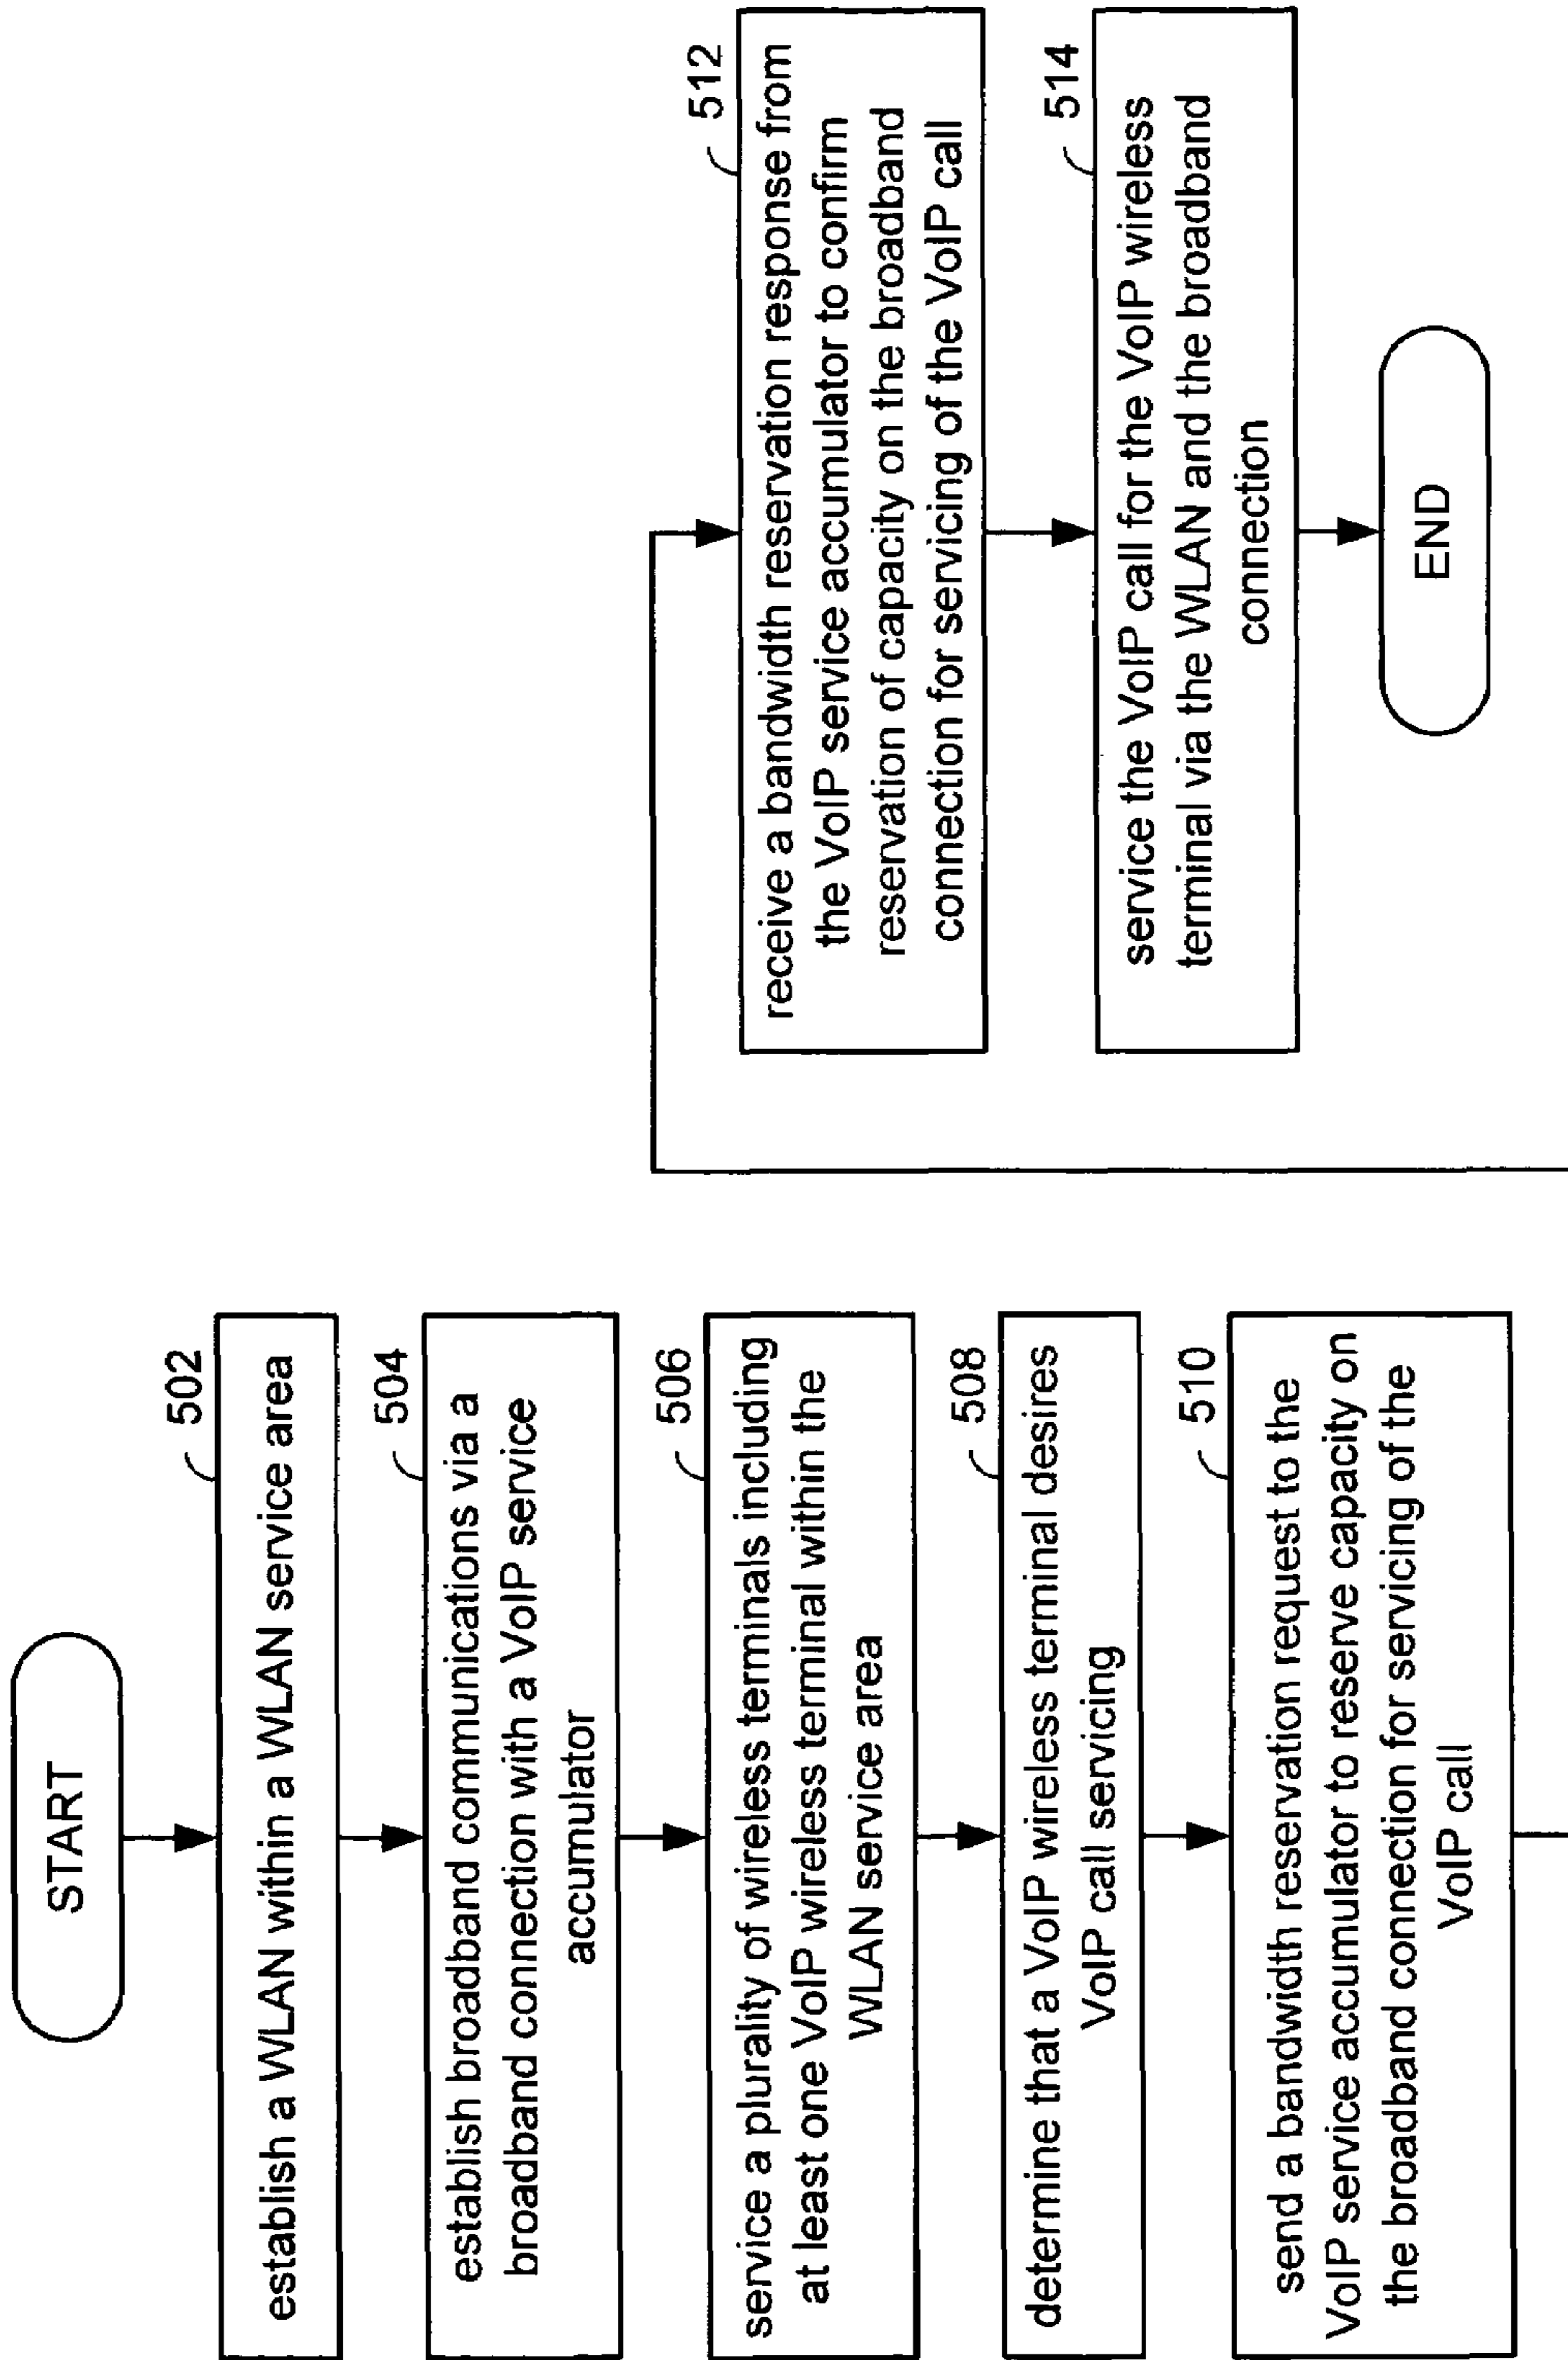 START
502
establish a WLAN within a WLAN service area
504
establish broadband communications via a
broadband connection with a VoIP service
accumulator
506
service a plurality of wireless terminals including
at least one VoIP wireless terminal within the
WLAN service area
508
determine that a VoIP wireless terminal desires
VoIP call servicing
510
send a bandwidth reservation request to the
VoIP service accumulator to reserve capacity on
the broadband connection for servicing of the
VoIP call
512
receive a bandwidth reservation response from
the VoIP service accumulator to confirm
reservation of capacity on the broadband
connection for servicing of the VoIP call
514
service the VoIP call for the VoIP wireless
terminal via the WLAN and the broadband
connection
END